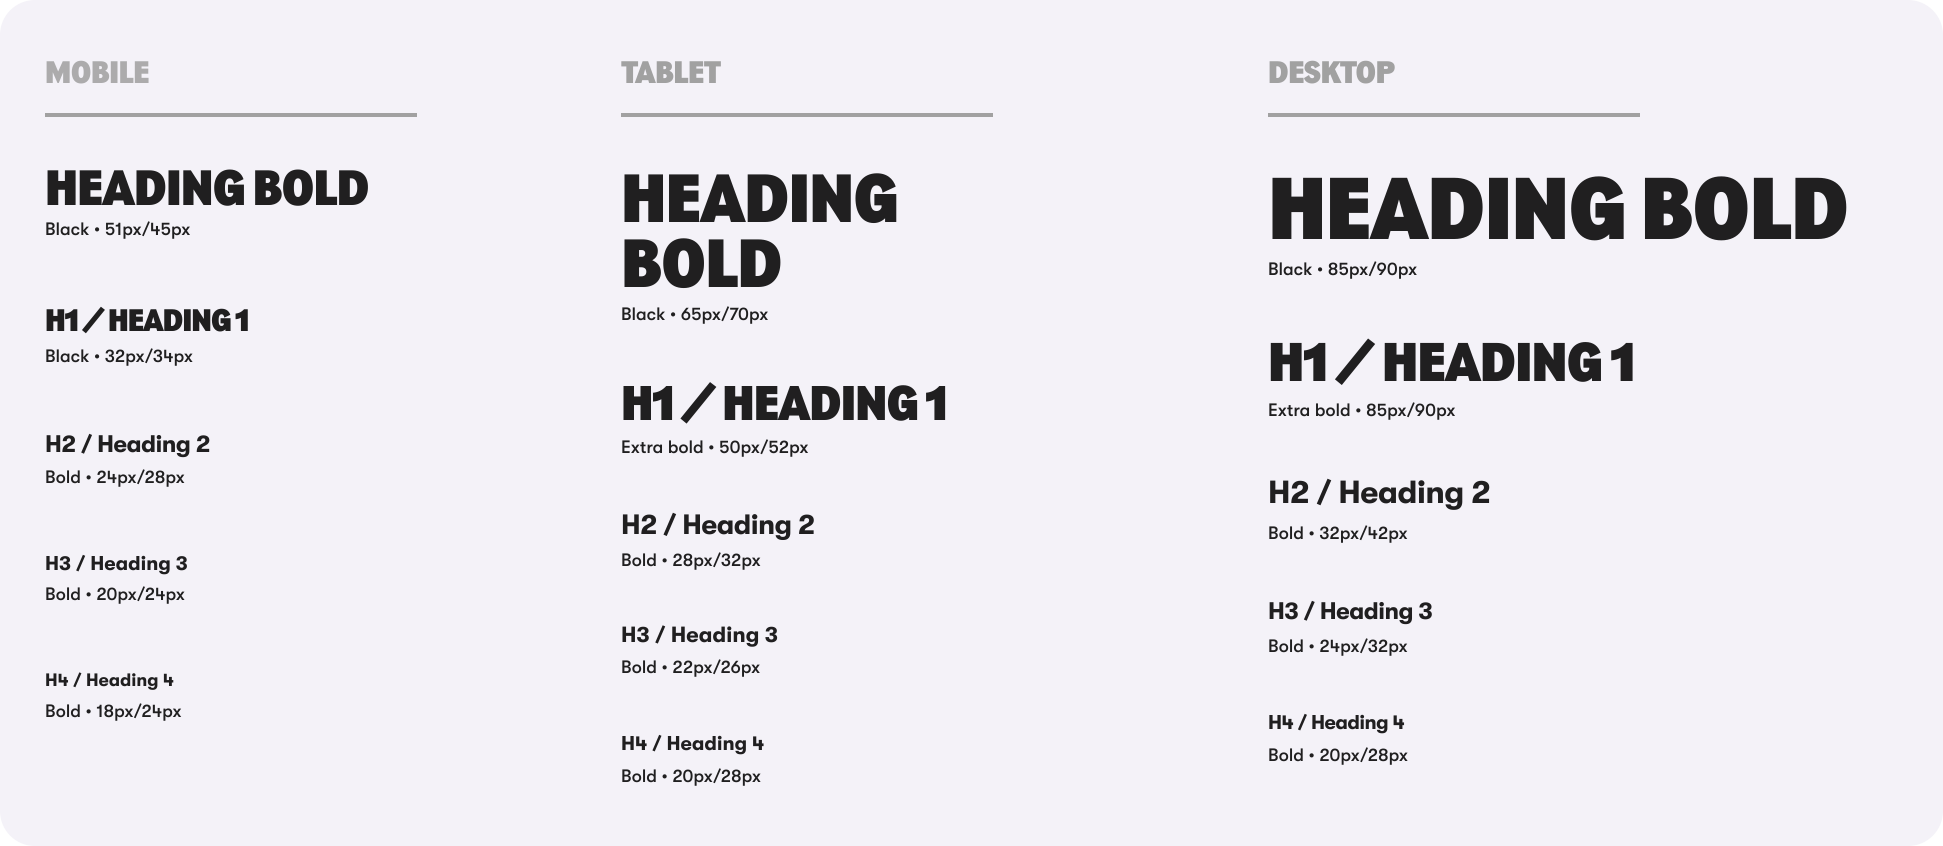 MOBILE
HEADING BOLD
Black • 51px/45px
H1 / HEADING 1
Black • 32px/34px
H2 / Heading 2
Bold • 24px/28px
H3 / Heading 3
Bold • 20px/24px
H4 / Heading 4
Bold • 18px/24px
TABLET
HEADING
BOLD
Black • 65px/70px
H1 / HEADING 1
Extra bold • 50px/52px
H2 / Heading 2
Bold • 28px/32px
H3 / Heading 3
Bold • 22px/26px
H4 / Heading 4
Bold • 20px/28px
DESKTOP
HEADING BOLD
Black • 85px/90px
H1 / HEADING 1
Extra bold • 85px/90px
H2 / Heading 2
Bold • 32px/42px
H3 / Heading 3
Bold • 24px/32px
H4 / Heading 4
Bold • 20px/28px